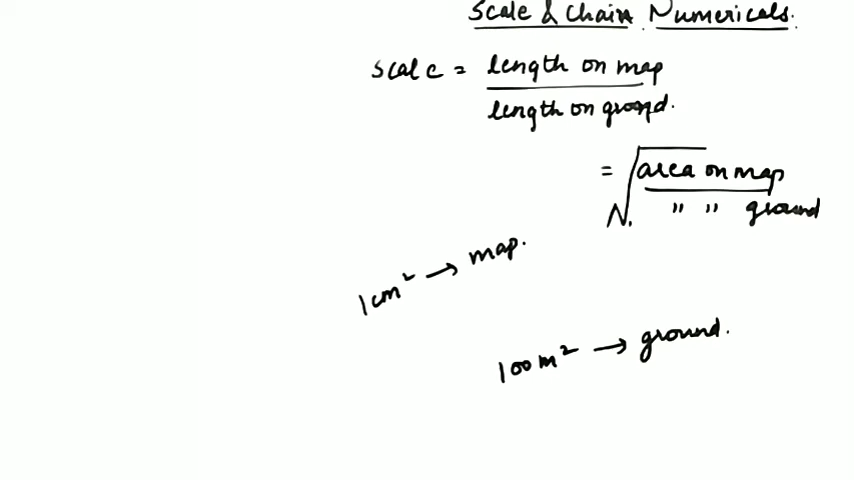 Scale & Chain Numericals.
scale = length on map
length on ground.
= √ area on map
" " ground
1cm² → map.
100m² → ground.